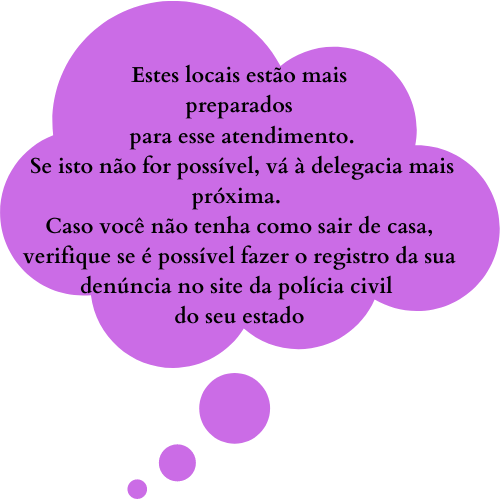 Estes locais estão mais
preparados
para esse atendimento.
Se isto não for possível, vá à delegacia mais
próxima.
Caso você não tenha como sair de casa,
verifique se é possível fazer o registro da sua
denúncia no site da polícia civil
do seu estado